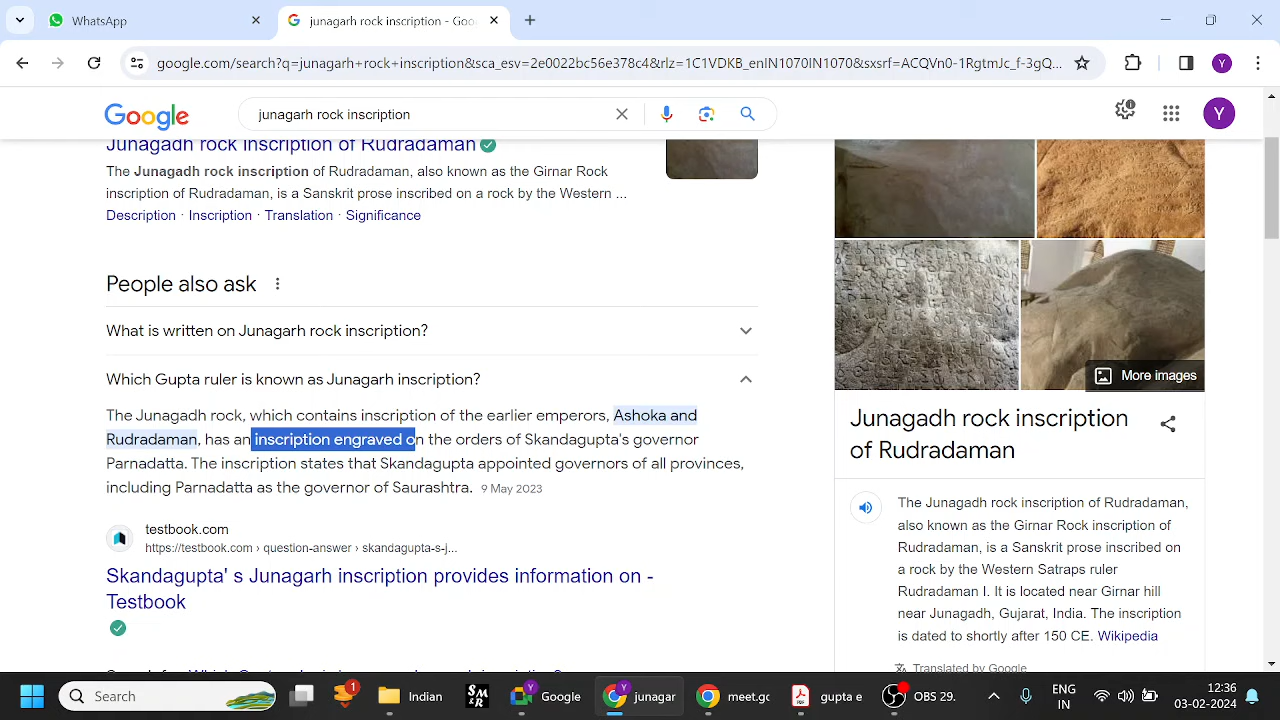 WhatsApp
junagarh rock inscription - Goo
google.com/search?q=junagarh+rock+inscription&sca_esv=2e0022bc56e378c4&rlz=1C1VDKB_enIN1070IN1070&sxsrf=ACQVn0-1RgtmJc_f-3gQ...
Y
Google
junagarh rock inscription
Y
Junagadh rock inscription of Rudradaman
The Junagadh rock inscription of Rudradaman, also known as the Girnar Rock
inscription of Rudradaman, is a Sanskrit prose inscribed on a rock by the Western ...
Description · Inscription · Translation · Significance
People also ask
What is written on Junagarh rock inscription?
Which Gupta ruler is known as Junagarh inscription?
The Junagadh rock, which contains inscription of the earlier emperors, Ashoka and
Rudradaman, has an inscription engraved on the orders of Skandagupta's governor
Parnadatta. The inscription states that Skandagupta appointed governors of all provinces,
including Parnadatta as the governor of Saurashtra. 9 May 2023
testbook.com
https://testbook.com › question-answer › skandagupta-s-j...
Skandagupta' s Junagarh inscription provides information on -
Testbook
More images
Junagadh rock inscription
of Rudradaman
The Junagadh rock inscription of Rudradaman,
also known as the Girnar Rock inscription of
Rudradaman, is a Sanskrit prose inscribed on
a rock by the Western Satraps ruler
Rudradaman I. It is located near Girnar hill
near Junagadh, Gujarat, India. The inscription
is dated to shortly after 150 CE. Wikipedia
Translated by Google
Search
1
Indian
Google
junagar
meet.gc
gupta e
OBS 29
ENG
IN
12:36
03-02-2024